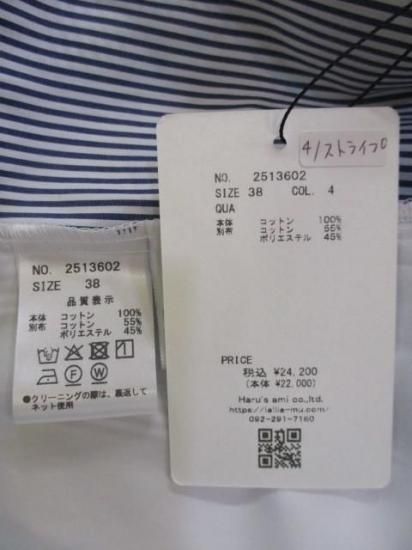 4/ストライプ
NO. 2513602
SIZE 38 COL. 4
QUA
本体 コットン 100%
別布 コットン 55%
ポリエステル 45%
PRICE
税込 ¥24,200
(本体 ¥22,000)
Haru's ami co.,ltd.
https://lallia-mu.com/
092-291-7160
NO. 2513602
SIZE 38
品質表示
本体 コットン 100%
別布 コットン 55%
ポリエステル 45%
●クリーニングの際は、裏返して
ネット使用